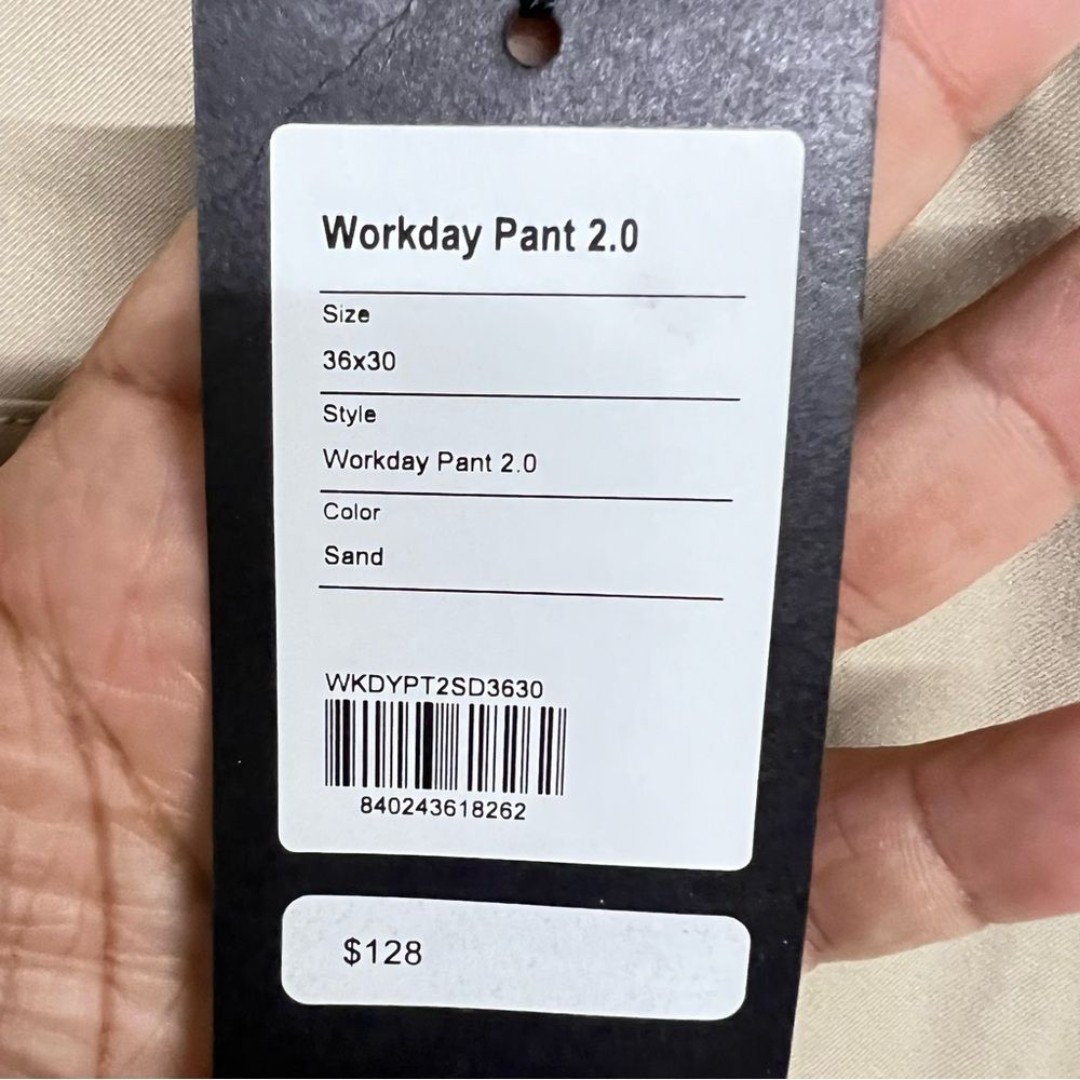 Workday Pant 2.0
Size
36x30
Style
Workday Pant 2.0
Color
Sand
WKDYPT2SD3630
840243618262
$128